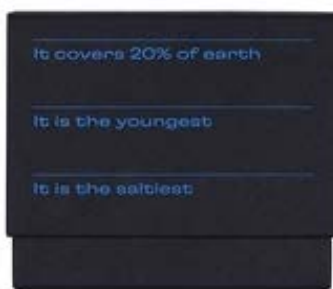 It covers 20% of earth
It is the youngest
It is the saltiest